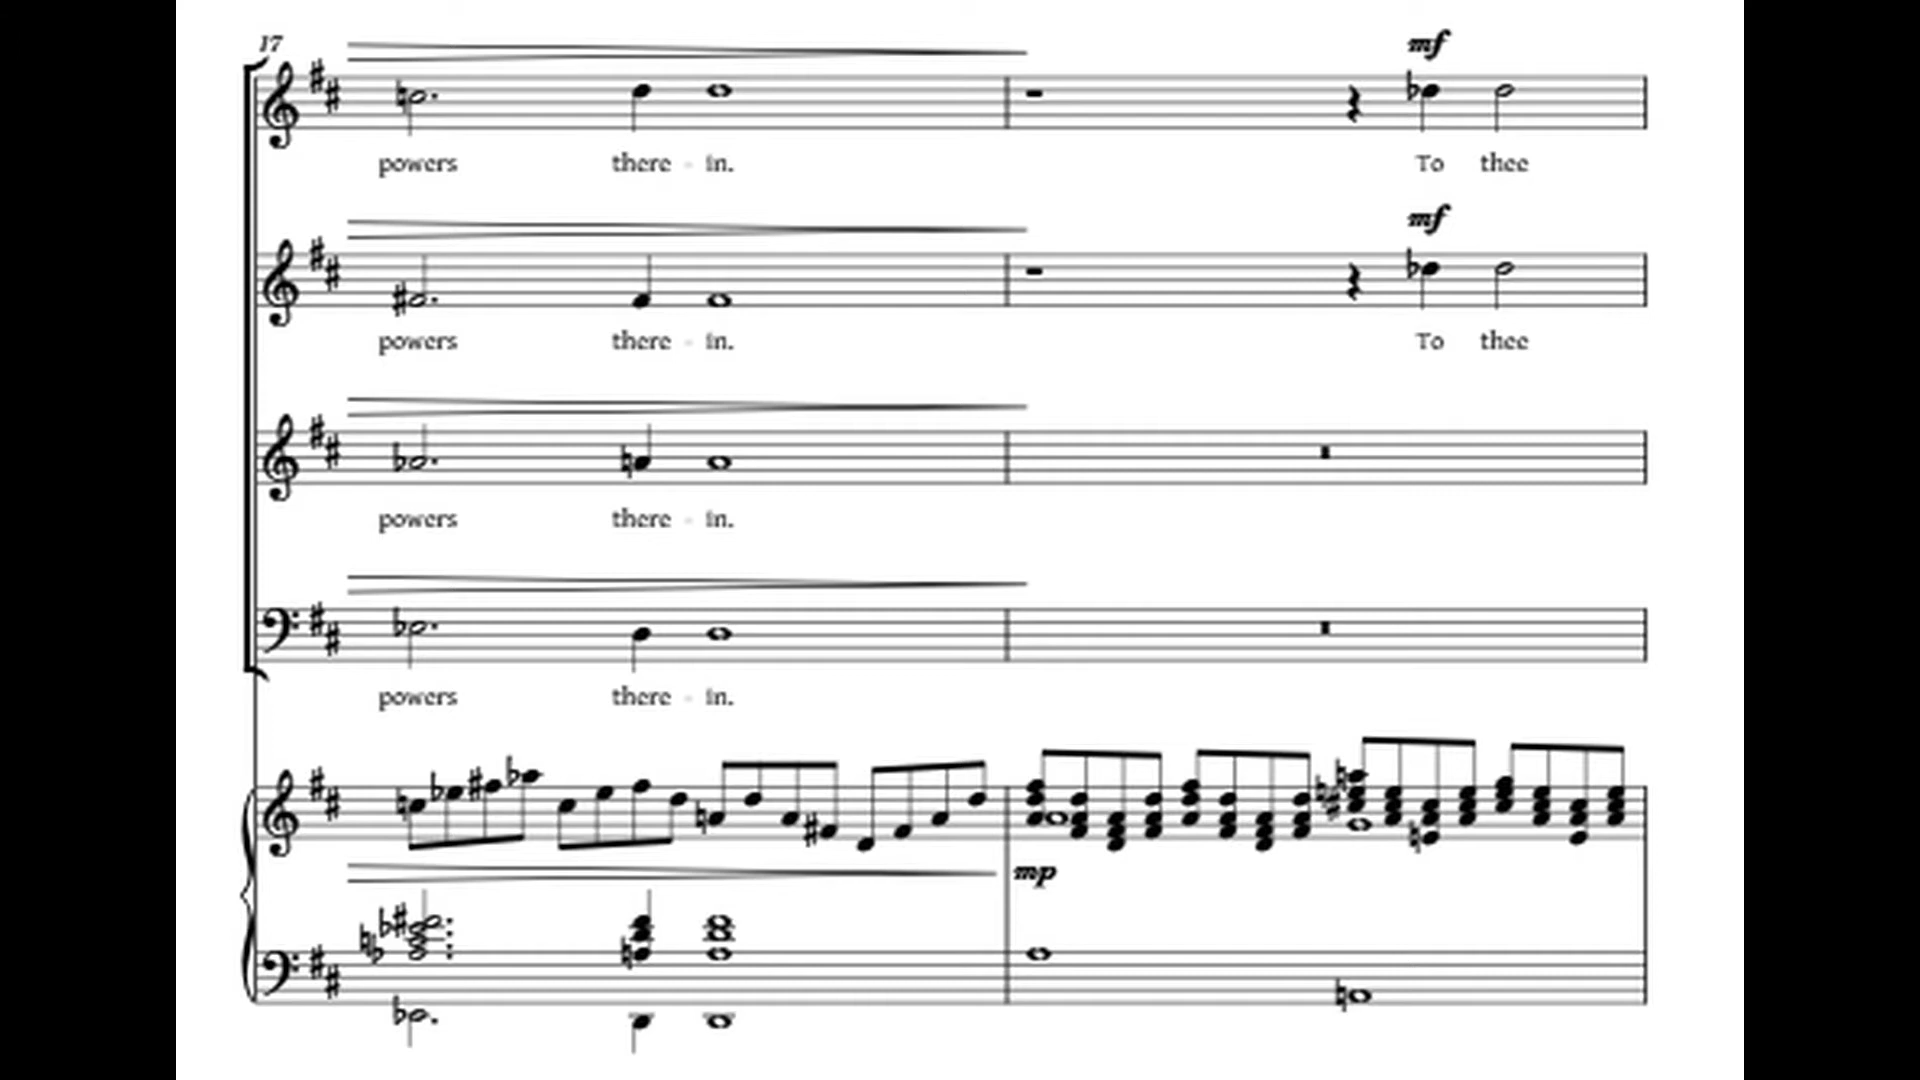 17
mf
powers there - in. To thee
mf
powers there - in. To thee
powers there - in.
powers there - in.
mp